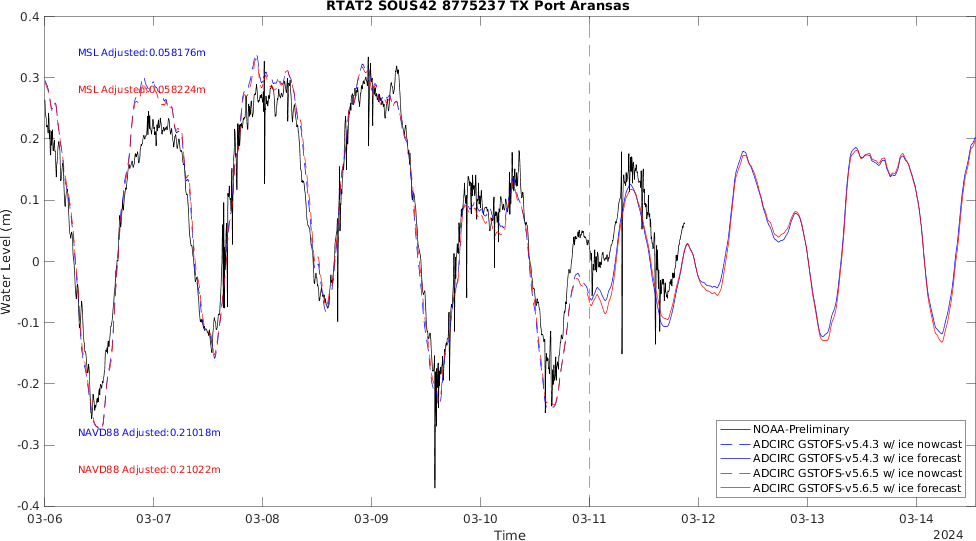 RTAT2 SOUS42 8775237 TX Port Aransas
0.4
MSL Adjusted:0.058176m
0.3
MSL Adjusted:0.058224m
0.2
0.1
Water Level (m)
0
-0.1
-0.2
-0.3
-0.4
NAVD88 Adjusted:0.21018m
NAVD88 Adjusted:0.21022m
NOAA-Preliminary
ADCIRC GSTOFS-v5.4.3 w/ ice nowcast
ADCIRC GSTOFS-v5.4.3 w/ ice forecast
ADCIRC GSTOFS-v5.6.5 w/ ice nowcast
ADCIRC GSTOFS-v5.6.5 w/ ice forecast
03-06 03-07 03-08 03-09 03-10 03-11 03-12 03-13 03-14
Time
2024